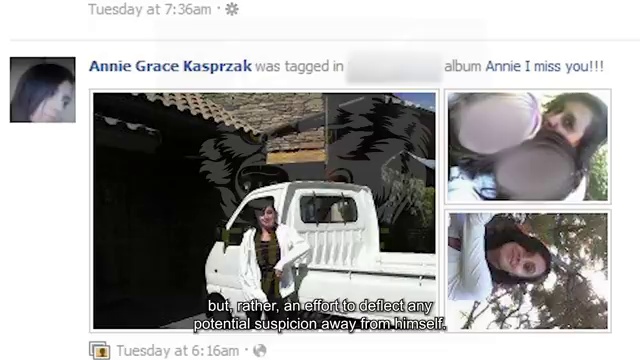 Tuesday at 7:36am ·
Annie Grace Kasprzak was tagged in album Annie I miss you!!!
but, rather, an effort to deflect any
potential suspicion away from himself.
Tuesday at 6:16am ·